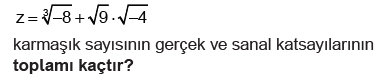 z = ∛–8 + √9 · √–4
karmaşık sayısının gerçek ve sanal katsayılarının
toplamı kaçtır?